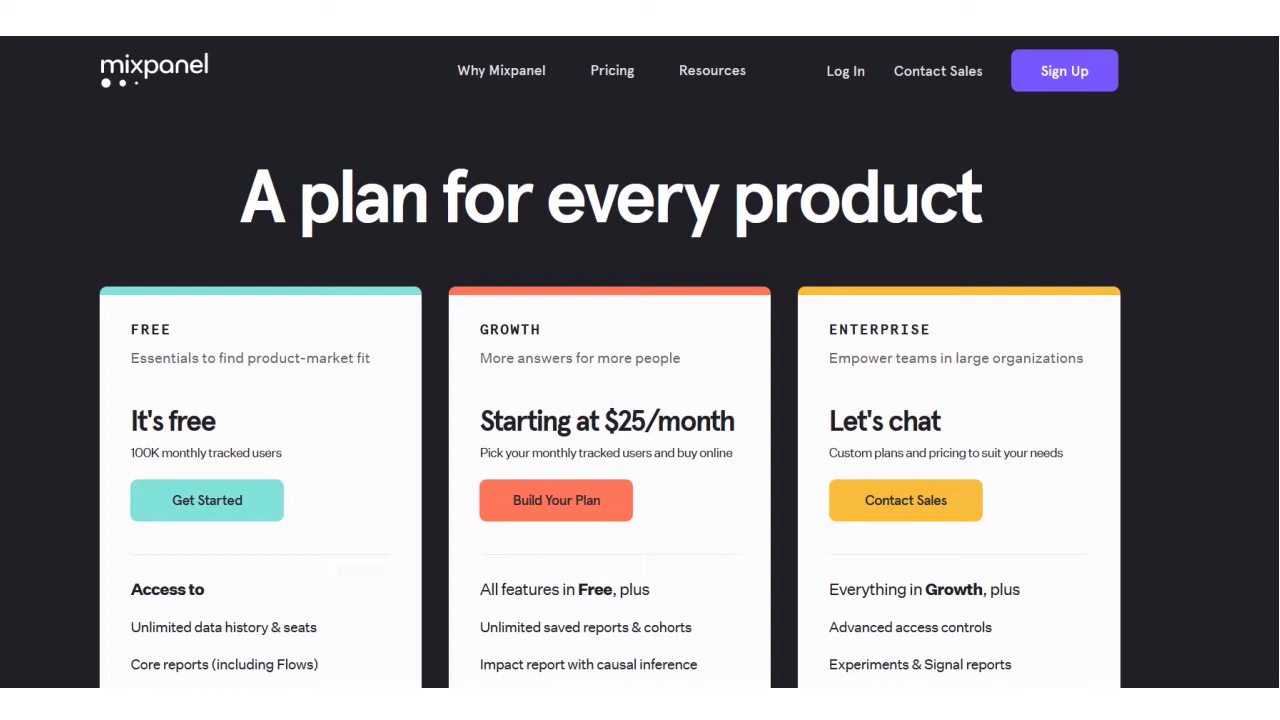 mixpanel
Why Mixpanel
Pricing
Resources
Log In
Contact Sales
Sign Up
A plan for every product
FREE
Essentials to find product-market fit
It's free
100K monthly tracked users
Get Started
Access to
Unlimited data history & seats
Core reports (including Flows)
GROWTH
More answers for more people
Starting at $25/month
Pick your monthly tracked users and buy online
Build Your Plan
All features in Free, plus
Unlimited saved reports & cohorts
Impact report with causal inference
ENTERPRISE
Empower teams in large organizations
Let's chat
Custom plans and pricing to suit your needs
Contact Sales
Everything in Growth, plus
Advanced access controls
Experiments & Signal reports